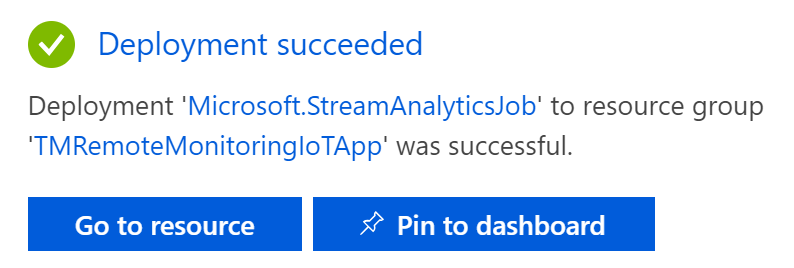 Deployment succeeded
Deployment 'Microsoft.StreamAnalyticsJob' to resource group
'TMRemoteMonitoringIoTApp' was successful.
Go to resource
Pin to dashboard